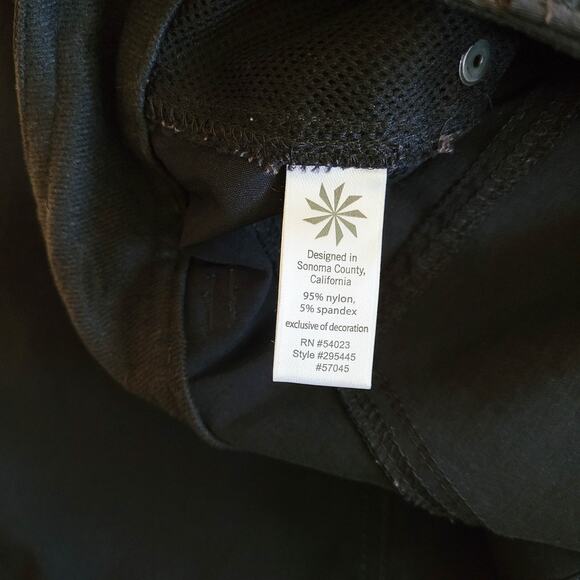 Designed in
Sonoma County,
California
95% nylon,
5% spandex
exclusive of decoration
RN #54023
Style #295445
#57045